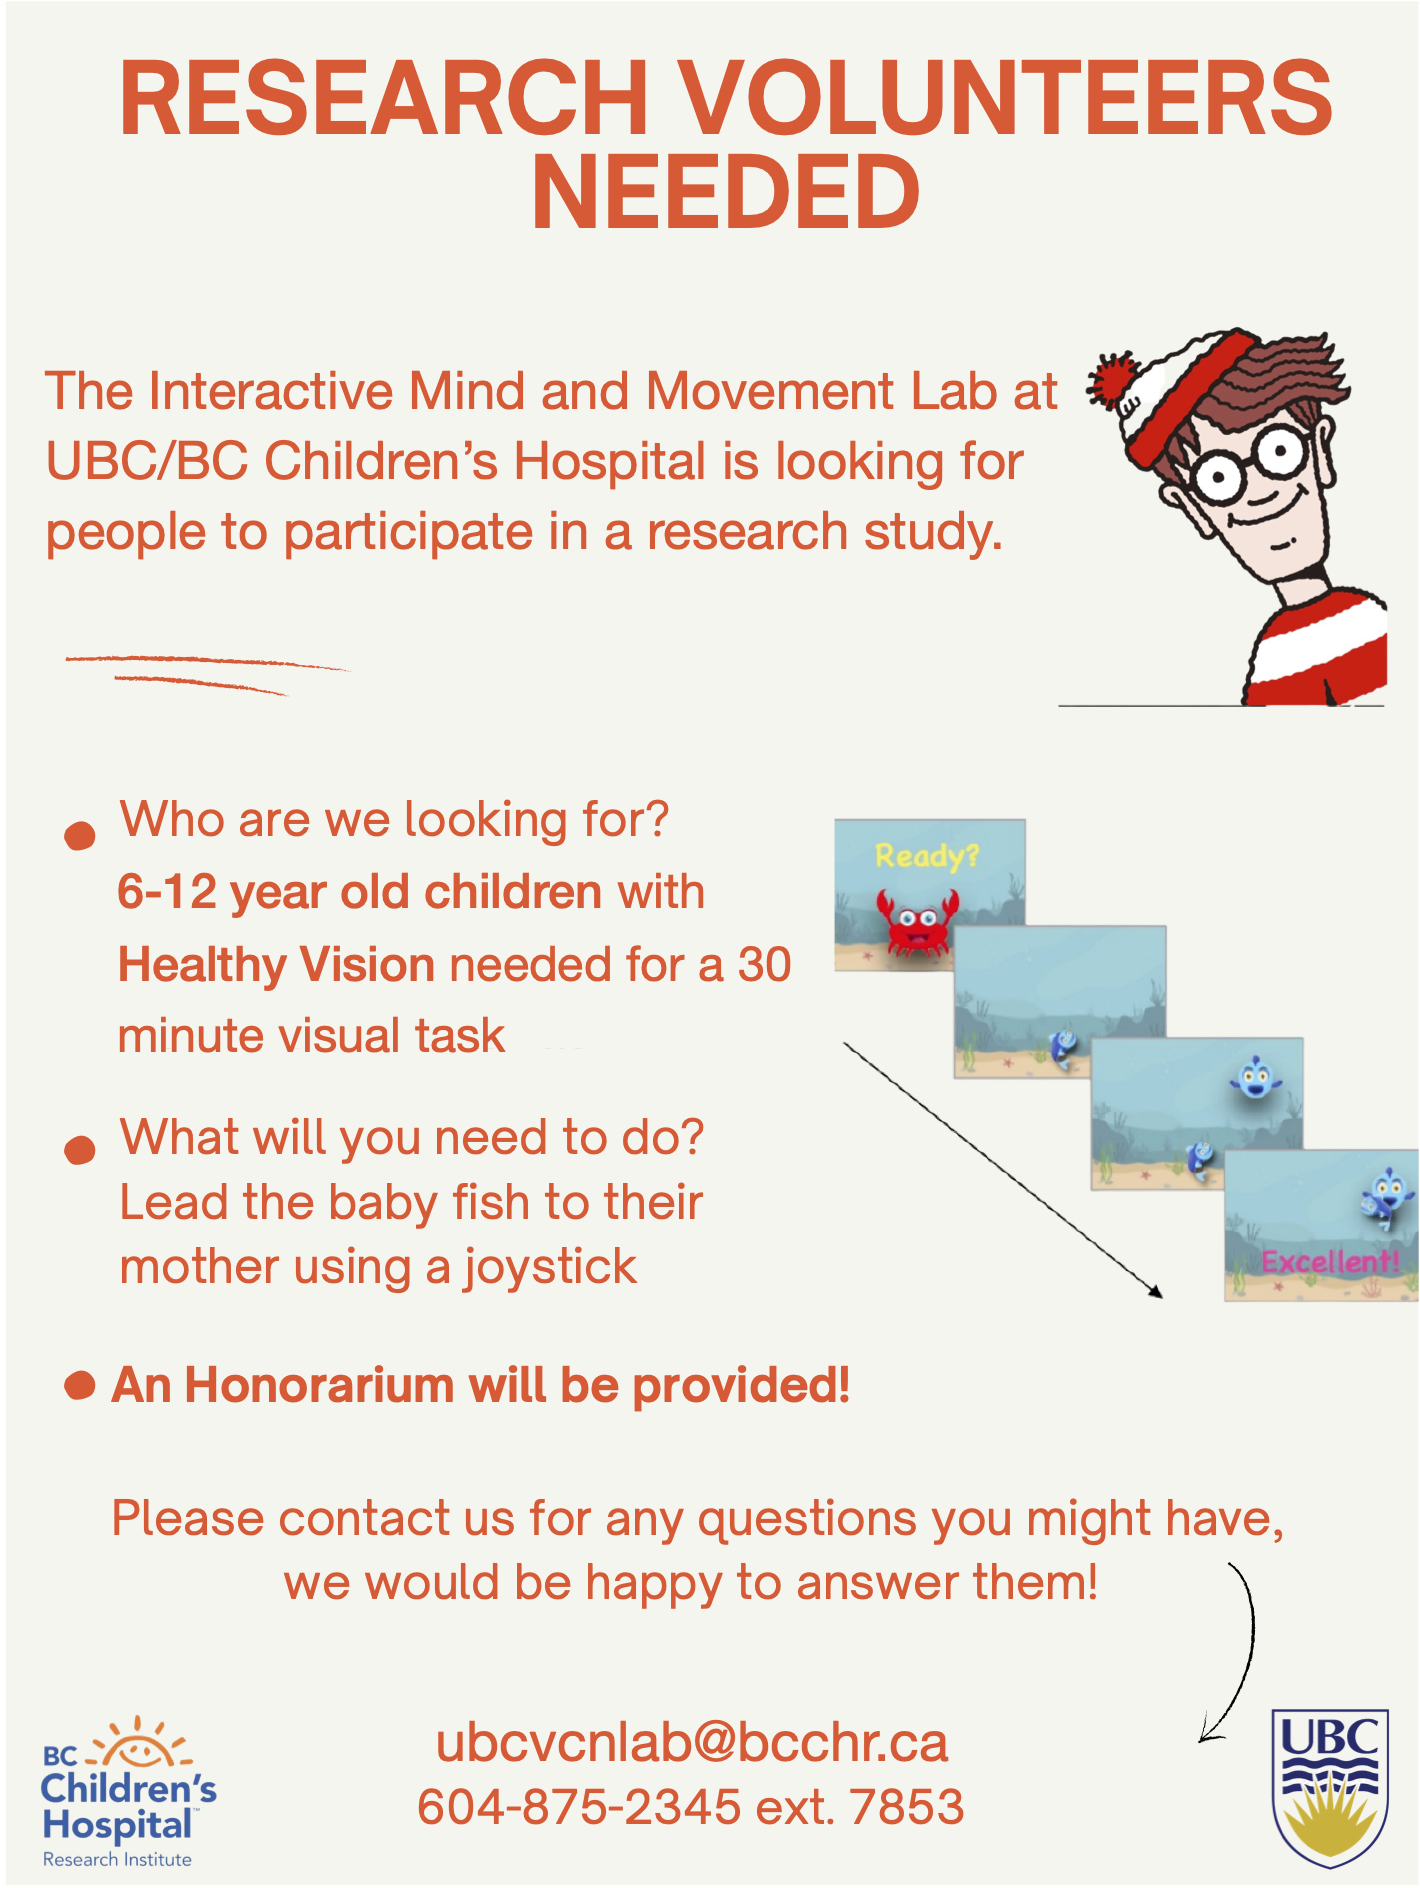 RESEARCH VOLUNTEERS
NEEDED
The Interactive Mind and Movement Lab at
UBC/BC Children’s Hospital is looking for
people to participate in a research study.
Who are we looking for?
6-12 year old children with
Healthy Vision needed for a 30
minute visual task
Ready?
What will you need to do?
Lead the baby fish to their
mother using a joystick
Excellent!
An Honorarium will be provided!
Please contact us for any questions you might have,
we would be happy to answer them!
ubcvcnlab@bcchr.ca
604-875-2345 ext. 7853
BC
Children’s
Hospital™
Research Institute
UBC